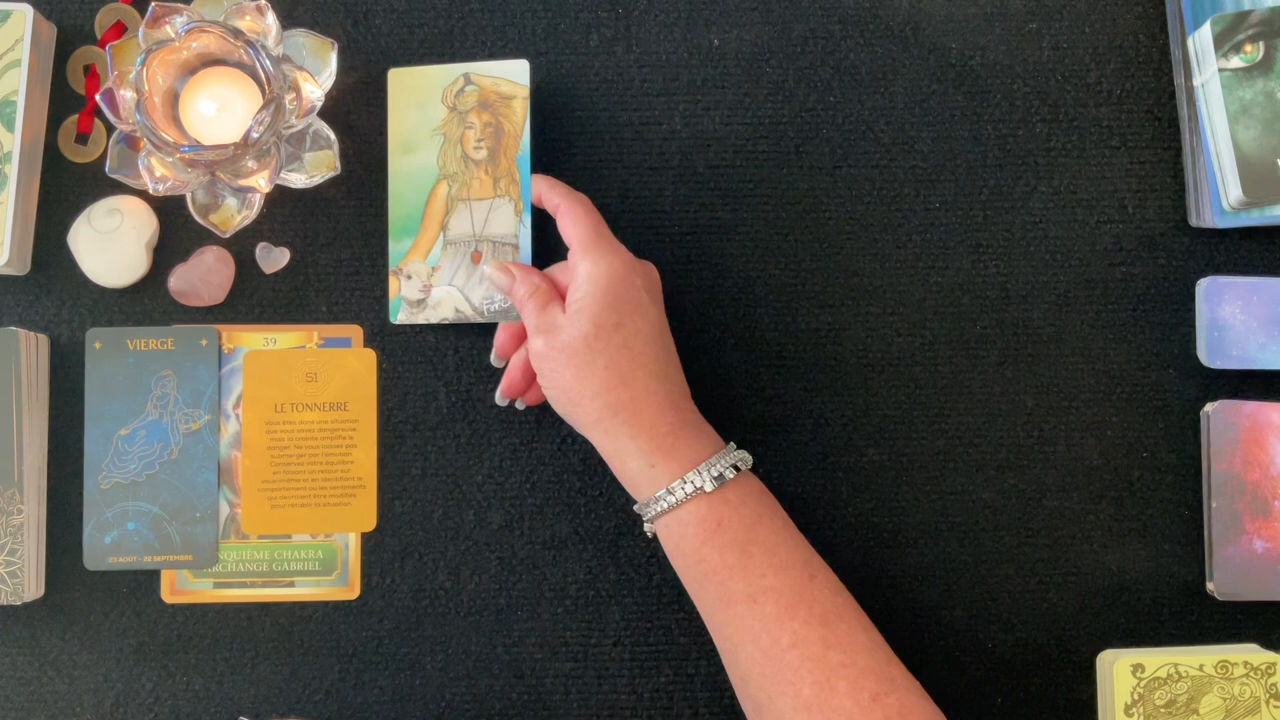 La Force
VIERGE
23 AOÛT - 22 SEPTEMBRE
39
51
LE TONNERRE
Vous êtes dans une situation
que vous savez dangereuse,
mais la crainte amplifie le
danger. Ne vous laissez pas
submerger par l'émotion.
Conservez votre équilibre
en faisant un retour sur
vous-même et en identifiant le
comportement ou les sentiments
qui devraient être modifiés
pour rétablir la situation.
NQUIÈME CHAKRA
ARCHANGE GABRIEL